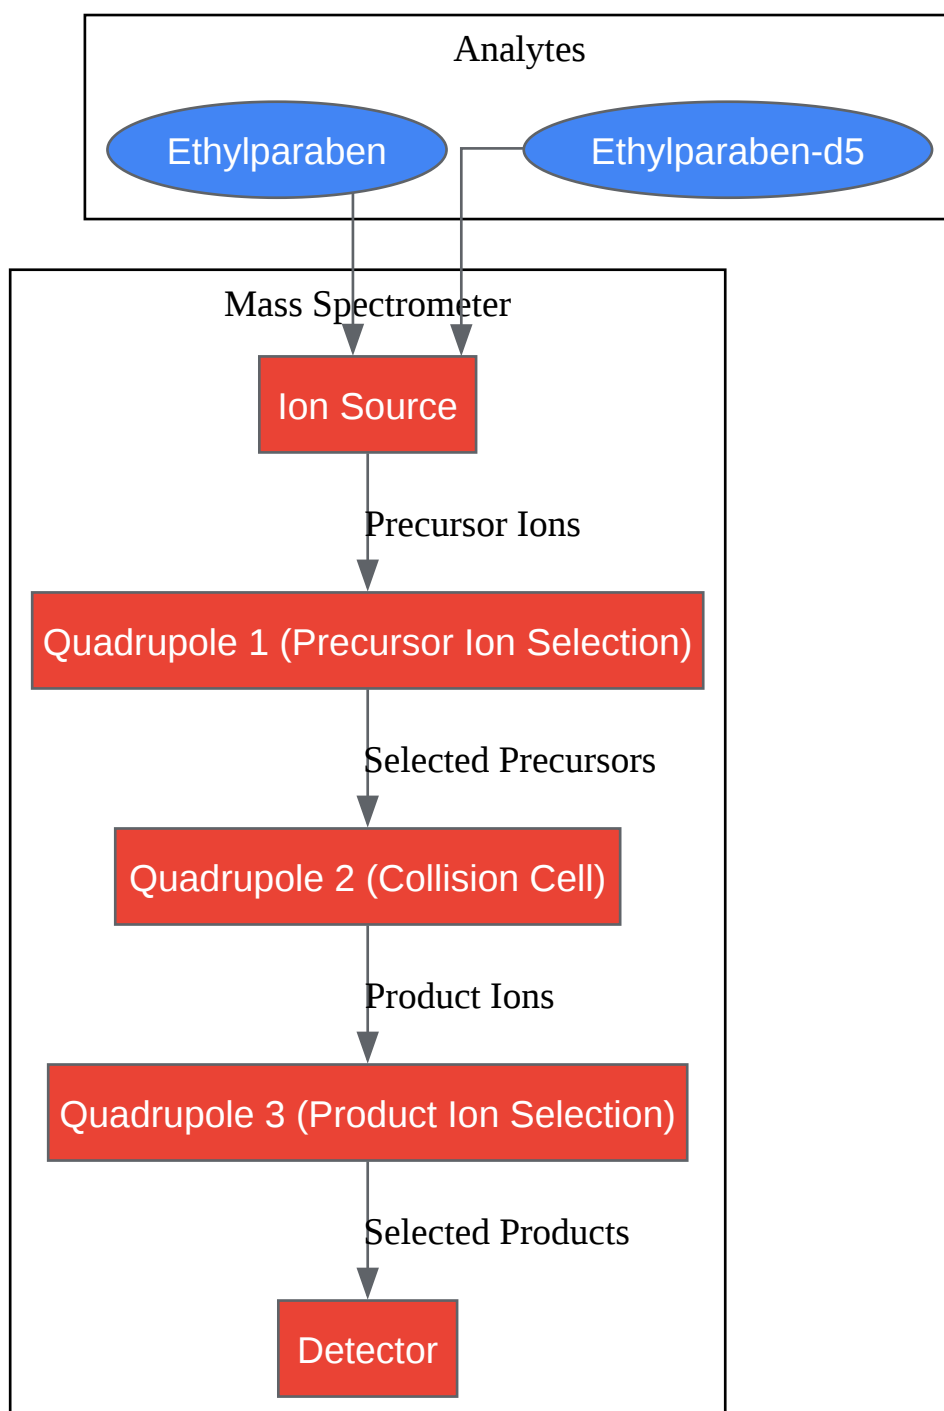 Analytes
Ethylparaben
Ethylparaben-d5
Mass Spectrometer
Ion Source
Precursor Ions
Quadrupole 1 (Precursor Ion Selection)
Selected Precursors
Quadrupole 2 (Collision Cell)
Product Ions
Quadrupole 3 (Product Ion Selection)
Selected Products
Detector